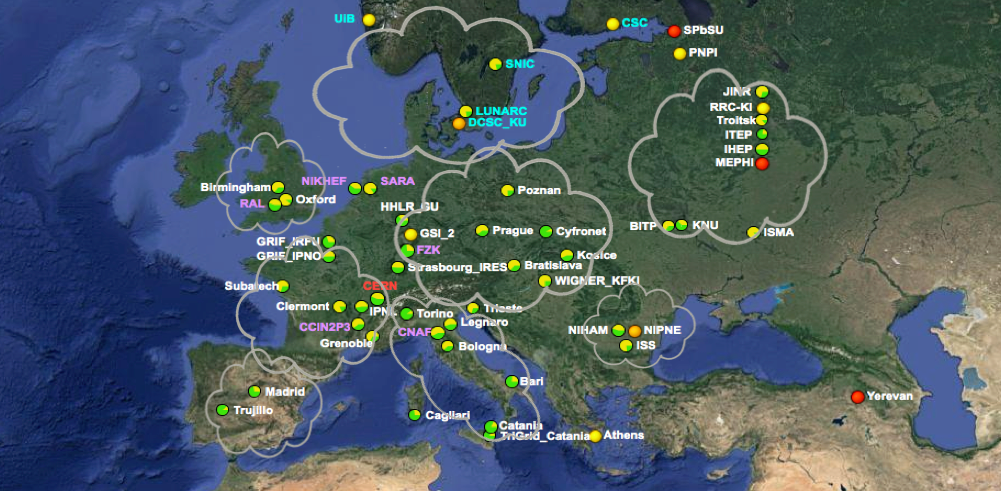 UiB
CSC
SPbSU
PNPI
SNIC
JINR
RRC-KI
LUNARC
Troitsk
DCSC_KU
ITEP
IHEP
MEPHI
NIKHEF
SARA
Birmingham
Poznan
RAL
Oxford
HHLR_GU
BITP
KNU
GSI_2
Prague
Cyfronet
ISMA
GRIF_IRFU
GRIF_IPNO
FZK
Kosice
Strasbourg_IRES
Bratislava
WIGNER_KFKI
Subatech
CERN
Clermont
IPNL
Torino
Trieste
CCIN2P3
CNAF
Legnaro
NIHAM
NIPNE
Grenoble
Bologna
ISS
Bari
Madrid
Yerevan
Trujillo
Cagliari
Catania
TriGrid_Catania
Athens